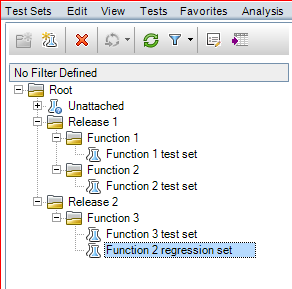 Test Sets Edit View Tests Favorites Analysis
No Filter Defined
Root
Unattached
Release 1
Function 1
Function 1 test set
Function 2
Function 2 test set
Release 2
Function 3
Function 3 test set
Function 2 regression set